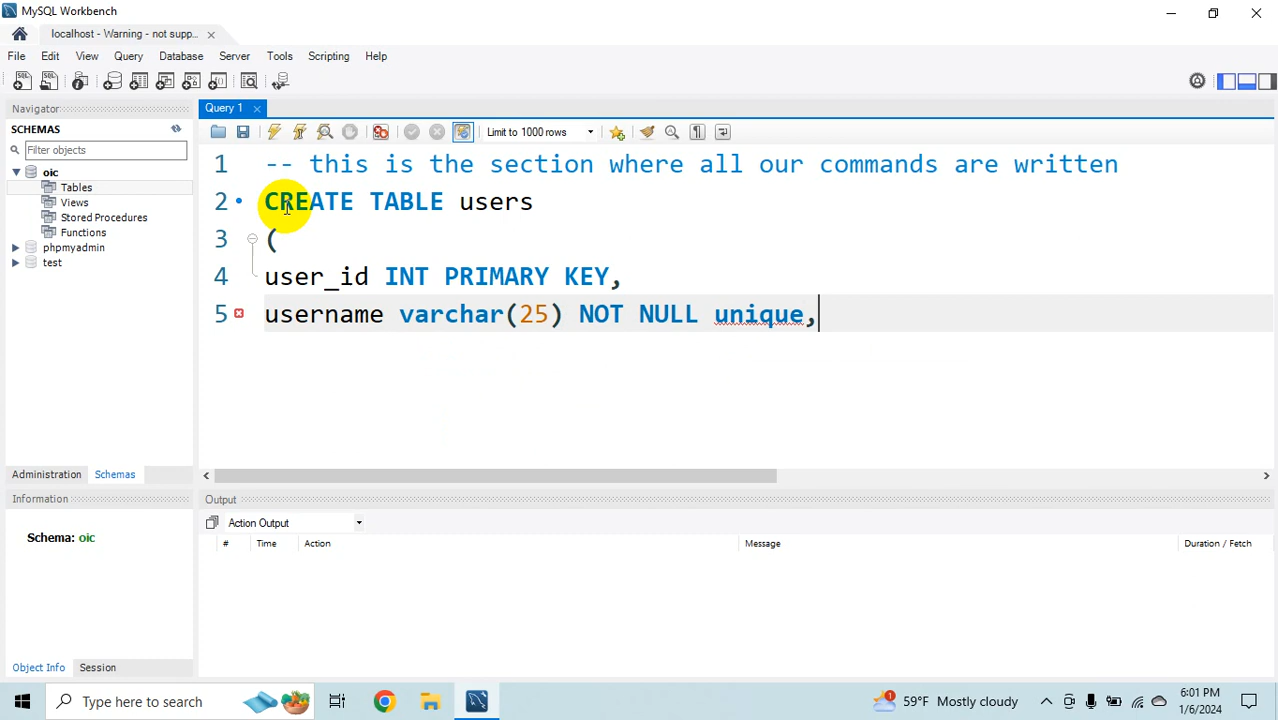 MySQL Workbench
localhost - Warning - not supp...
File Edit View Query Database Server Tools Scripting Help
Navigator
SCHEMAS
Filter objects
oic
Tables
Views
Stored Procedures
Functions
phpmyadmin
test
Administration Schemas
Information
Schema: oic
Object Info Session
Query 1
Limit to 1000 rows
1 -- this is the section where all our commands are written
2 CREATE TABLE users
3 (
4 user_id INT PRIMARY KEY,
5 username varchar(25) NOT NULL unique,
Output
Action Output
# Time Action Message Duration / Fetch
Type here to search
1
59°F Mostly cloudy
6:01 PM
1/6/2024